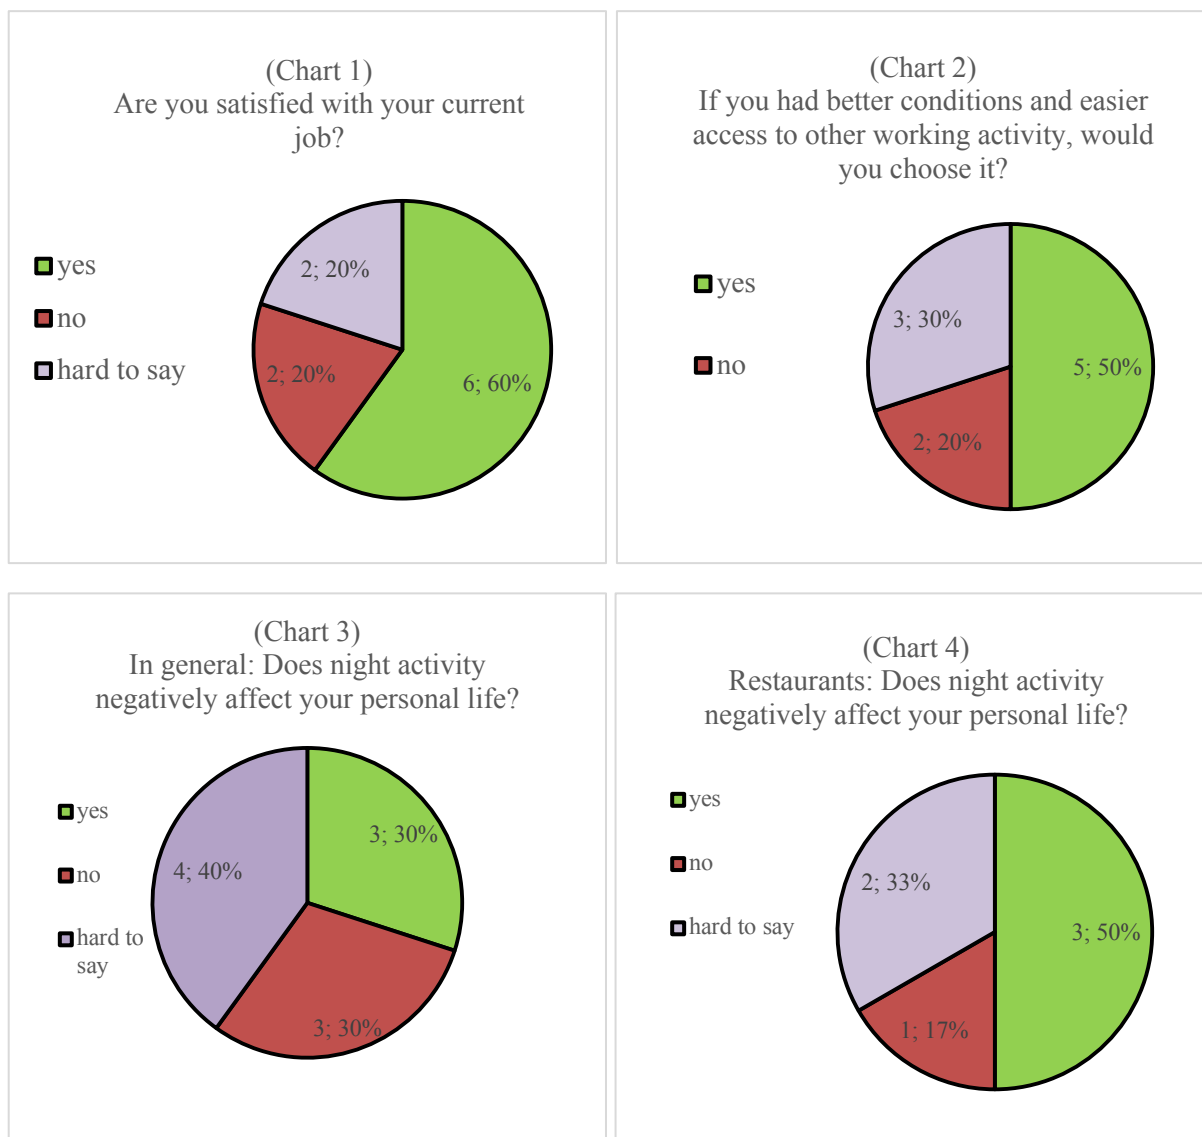 (Chart 1)
Are you satisfied with your current
job?
yes
no
hard to say
2; 20%
2; 20%
6; 60%
(Chart 2)
If you had better conditions and easier
access to other working activity, would
you choose it?
yes
no
3; 30%
5; 50%
2; 20%
(Chart 3)
In general: Does night activity
negatively affect your personal life?
yes
no
hard to
say
3; 30%
4; 40%
3; 30%
(Chart 4)
Restaurants: Does night activity
negatively affect your personal life?
yes
no
hard to say
2; 33%
3; 50%
1; 17%